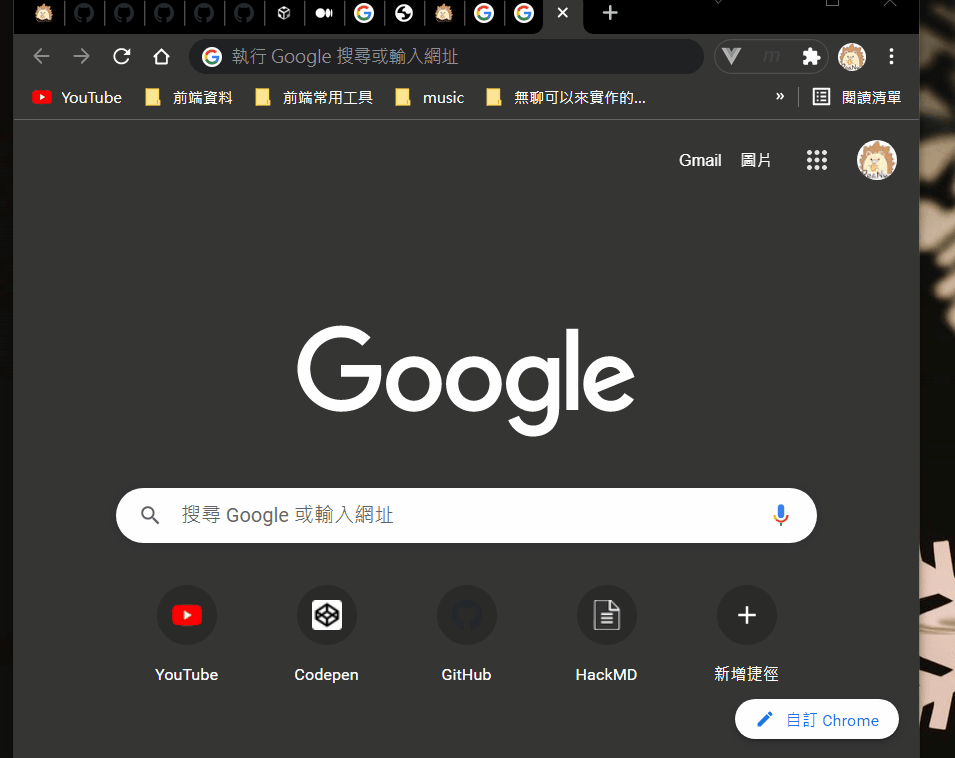 執行 Google 搜尋或輸入網址
YouTube 前端資料 前端常用工具 music 無聊可以來實作的... » 閱讀清單
Gmail 圖片
Google
搜尋 Google 或輸入網址
YouTube Codepen GitHub HackMD 新增捷徑
自訂 Chrome